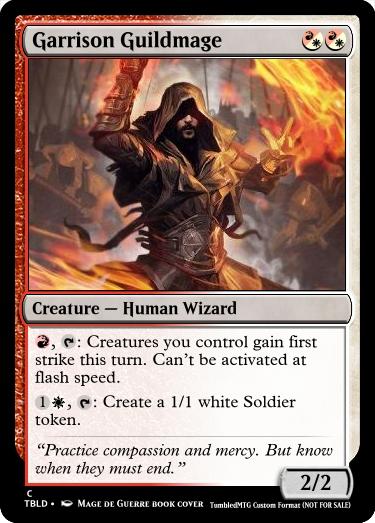 Garrison Guildmage
Creature — Human Wizard
: Creatures you control gain first
strike this turn. Can't be activated at
flash speed.
1 : Create a 1/1 white Soldier
token.
"Practice compassion and mercy. But know
when they must end."
2/2
C
TBLD • Mage de Guerre book cover TumbledMTG Custom Format (NOT FOR SALE)